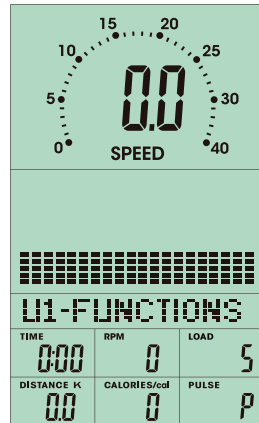 15 20
10 25
5 0.0 30
0 SPEED 40
U1-FUNCTIONS
TIME RPM LOAD
0:00 0 5
DISTANCE K CALORIES/cal PULSE
0.0 0 P